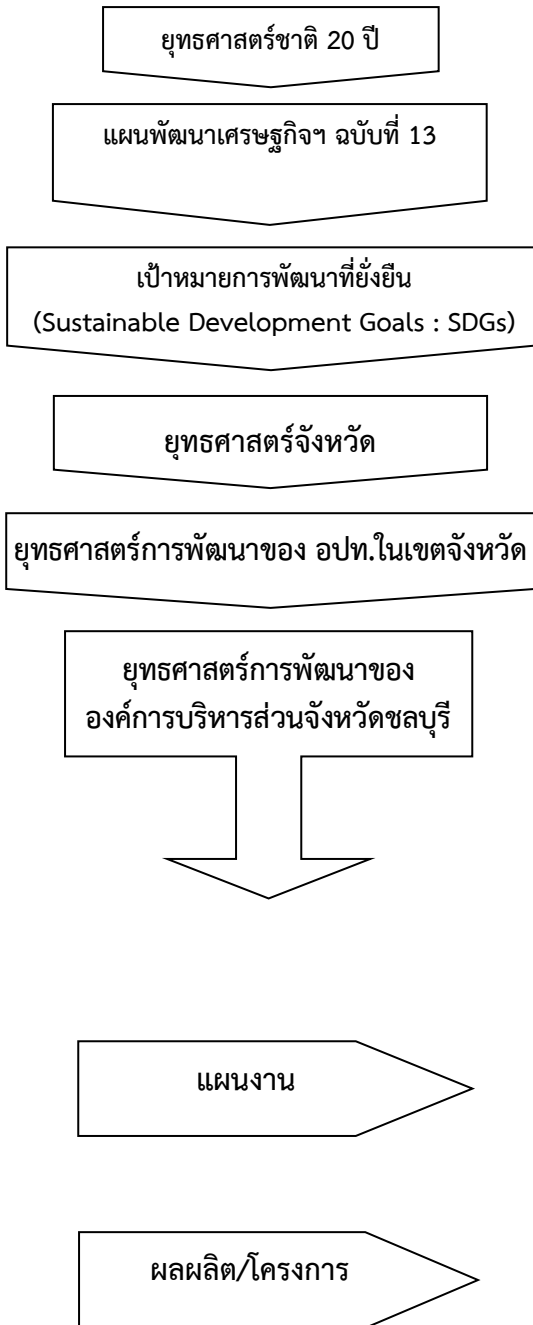 ยุทธศาสตร์ชาติ 20 ปี
แผนพัฒนาเศรษฐกิจฯ ฉบับที่ 13
เป้าหมายการพัฒนาที่ยั่งยืน
(Sustainable Development Goals : SDGs)
ยุทธศาสตร์จังหวัด
ยุทธศาสตร์การพัฒนาของ อปท.ในเขตจังหวัด
ยุทธศาสตร์การพัฒนาของ
องค์การบริหารส่วนจังหวัดชลบุรี
แผนงาน
ผลผลิต/โครงการ